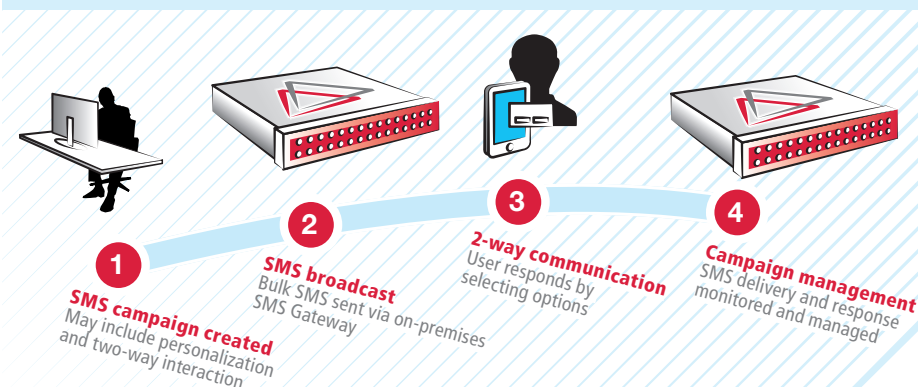 1
SMS campaign created
May include personalization
and two-way interaction
2
SMS broadcast
Bulk SMS sent via on-premises
SMS Gateway
3
2-way communication
User responds by
selecting options
4
Campaign management
SMS delivery and response
monitored and managed